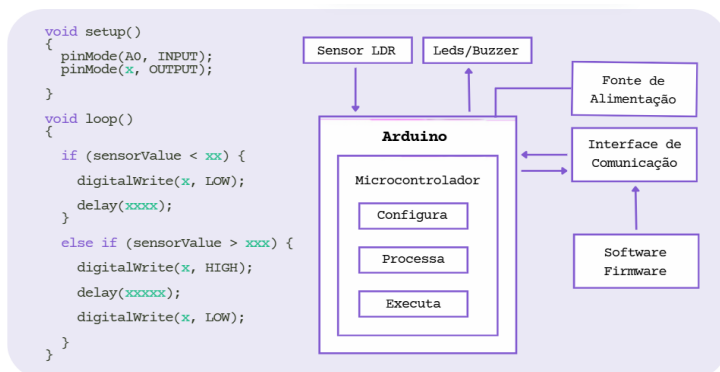 void setup()
{
pinMode(A0, INPUT);
pinMode(x, OUTPUT);
}
void loop()
{
if (sensorValue < xx) {
digitalWrite(x, LOW);
delay(xxxx);
}
else if (sensorValue > xxx) {
digitalWrite(x, HIGH);
delay(xxxxx);
digitalWrite(x, LOW);
}
}
Sensor LDR
Leds/Buzzer
Fonte de
Alimentação
Arduino
Interface de
Comunicação
Microcontrolador
Configura
Processa
Executa
Software
Firmware